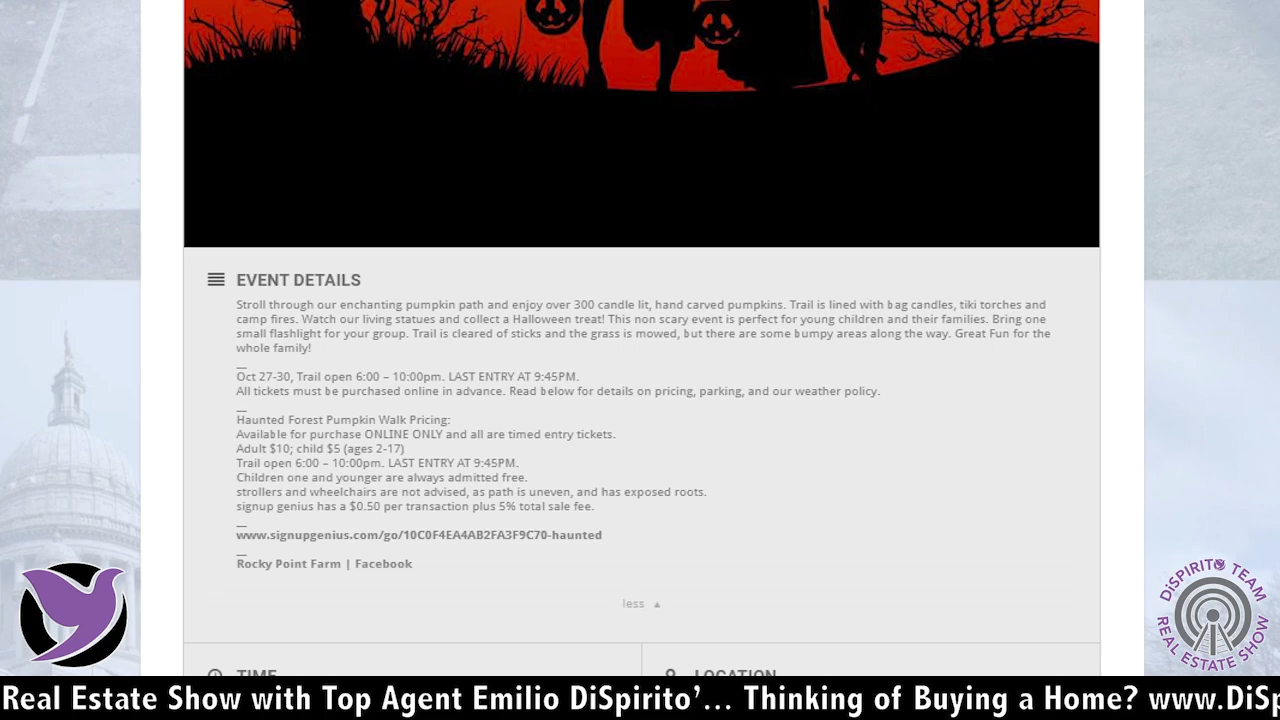 EVENT DETAILS
Stroll through our enchanting pumpkin path and enjoy over 300 candle lit, hand carved pumpkins. Trail is lined with bag candles, tiki torches and
camp fires. Watch our living statues and collect a Halloween treat! This non scary event is perfect for young children and their families. Bring one
small flashlight for your group. Trail is cleared of sticks and the grass is mowed, but there are some bumpy areas along the way. Great Fun for the
whole family!
—
Oct 27-30, Trail open 6:00 – 10:00pm. LAST ENTRY AT 9:45PM.
All tickets must be purchased online in advance. Read below for details on pricing, parking, and our weather policy.
—
Haunted Forest Pumpkin Walk Pricing:
Available for purchase ONLINE ONLY and all are timed entry tickets.
Adult $10; child $5 (ages 2-17)
Trail open 6:00 – 10:00pm. LAST ENTRY AT 9:45PM.
Children one and younger are always admitted free.
strollers and wheelchairs are not advised, as path is uneven, and has exposed roots.
signup genius has a $0.50 per transaction plus 5% total sale fee.
—
www.signupgenius.com/go/10C0F4EA4AB2FA3F9C70-haunted
—
Rocky Point Farm | Facebook
less ▲
TIME
LOCATION
DiSPIRITO TEAM
REAL ESTATE SHOW
Real Estate Show with Top Agent Emilio DiSpirito’... Thinking of Buying a Home? www.DiSp